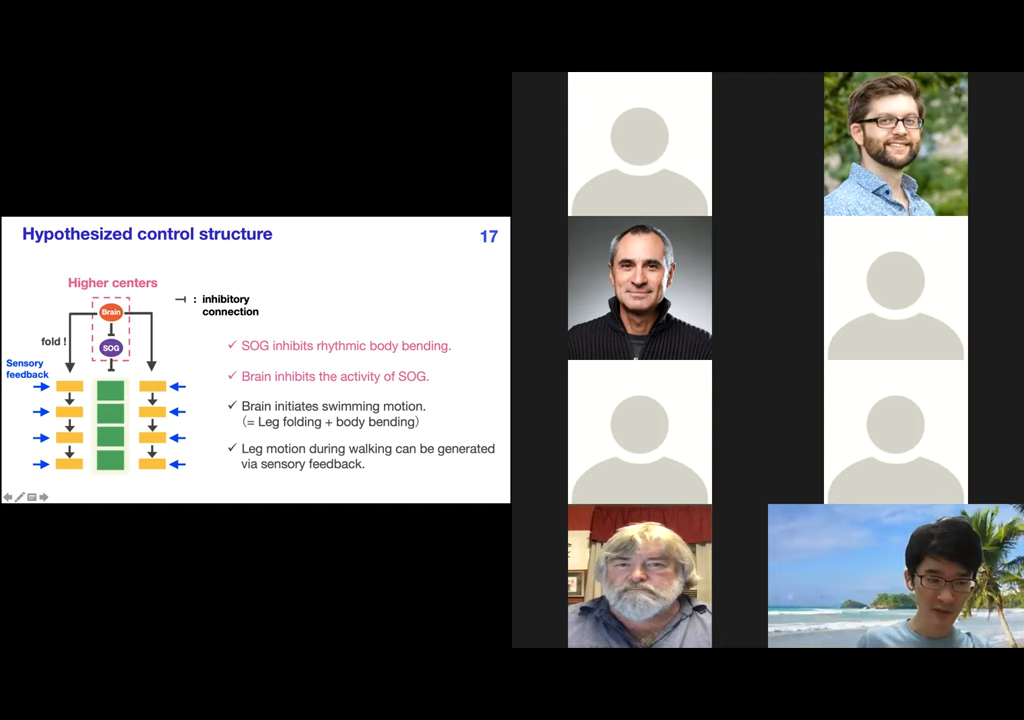 Hypothesized control structure
17
Higher centers
⊣ : inhibitory
connection
Brain
fold !
SOG
Sensory
feedback
✓ SOG inhibits rhythmic body bending.
✓ Brain inhibits the activity of SOG.
✓ Brain initiates swimming motion.
(= Leg folding + body bending)
✓ Leg motion during walking can be generated
via sensory feedback.